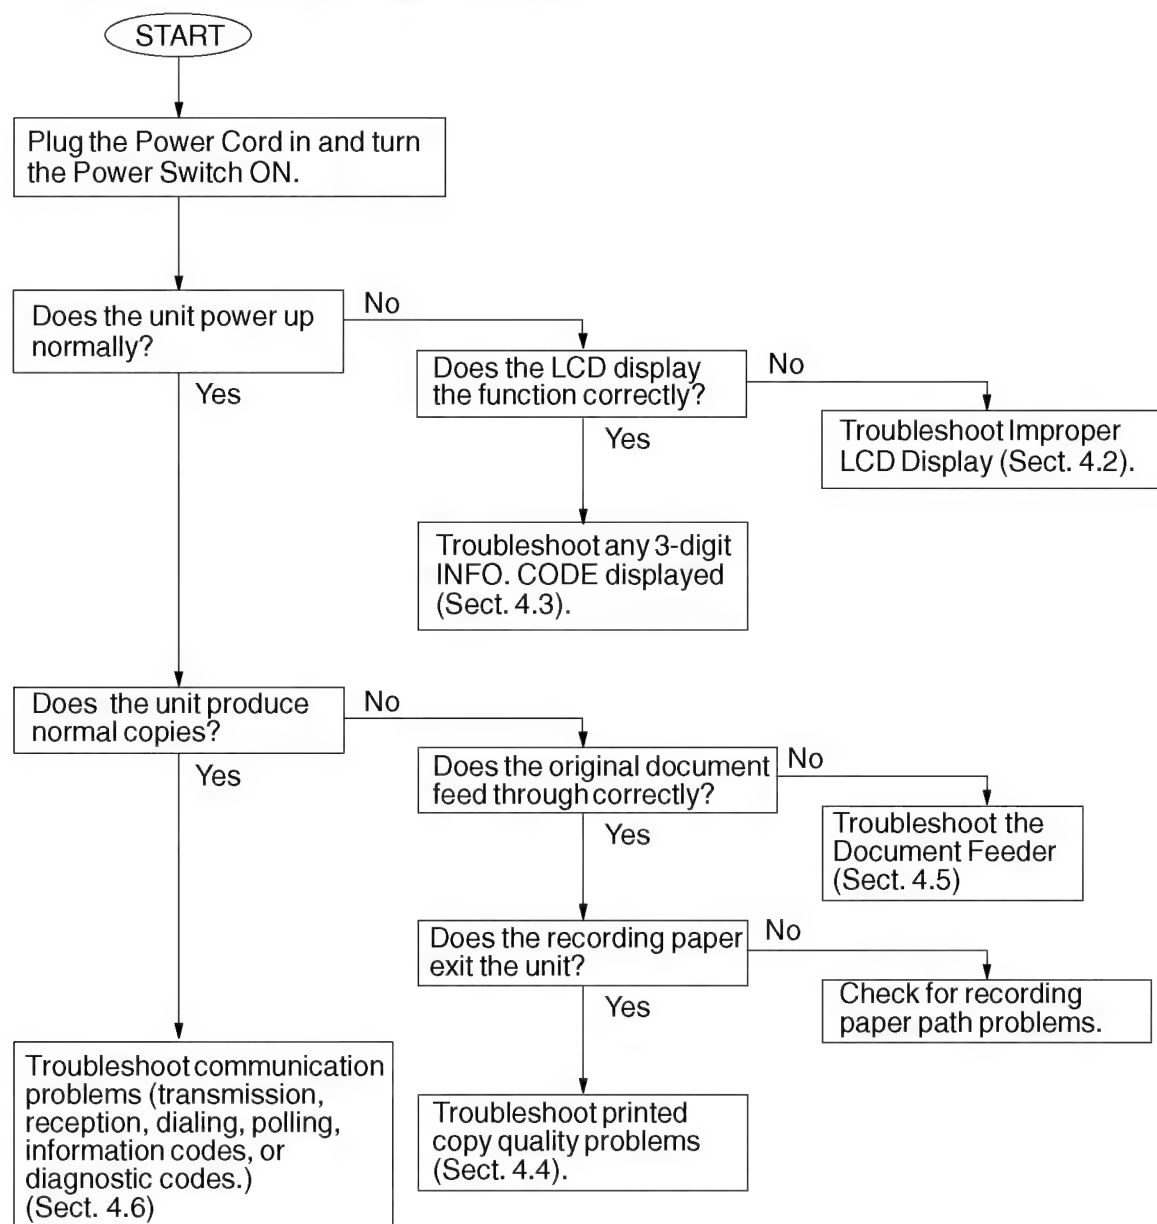 START
Plug the Power Cord in and turn
the Power Switch ON.
Does the unit power up
normally?
No
Yes
Does the LCD display
the function correctly?
No
Yes
Troubleshoot Improper
LCD Display (Sect. 4.2).
Troubleshoot any 3-digit
INFO. CODE displayed
(Sect. 4.3).
Does the unit produce
normal copies?
No
Yes
Does the original document
feed through correctly?
No
Yes
Troubleshoot the
Document Feeder
(Sect. 4.5)
Does the recording paper
exit the unit?
No
Yes
Check for recording
paper path problems.
Troubleshoot communication
problems (transmission,
reception, dialing, polling,
information codes, or
diagnostic codes.)
(Sect. 4.6)
Troubleshoot printed
copy quality problems
(Sect. 4.4).